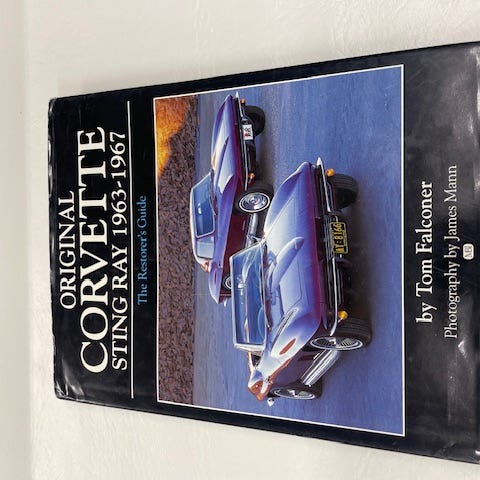 ORIGINAL
CORVETTE
STING RAY 1963-1967
The Restorer's Guide
by Tom Falconer
Photography by James Mann